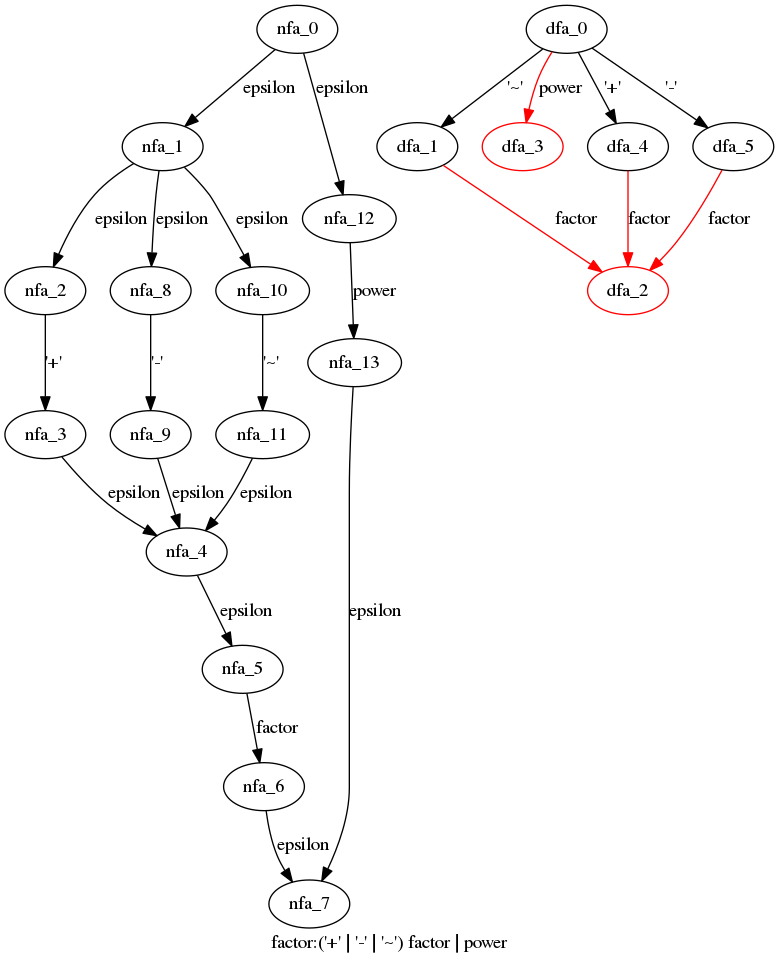 nfa_0
dfa_0
epsilon
epsilon
'~'
power
'+'
'-'
nfa_1
dfa_1
dfa_3
dfa_4
dfa_5
epsilon
epsilon
epsilon
nfa_12
factor
factor
factor
nfa_2
nfa_8
nfa_10
power
dfa_2
'+'
'-'
'~'
nfa_13
nfa_3
nfa_9
nfa_11
epsilon
epsilon
epsilon
nfa_4
epsilon
epsilon
nfa_5
factor
nfa_6
epsilon
nfa_7
factor:('+' | '-' | '~') factor | power